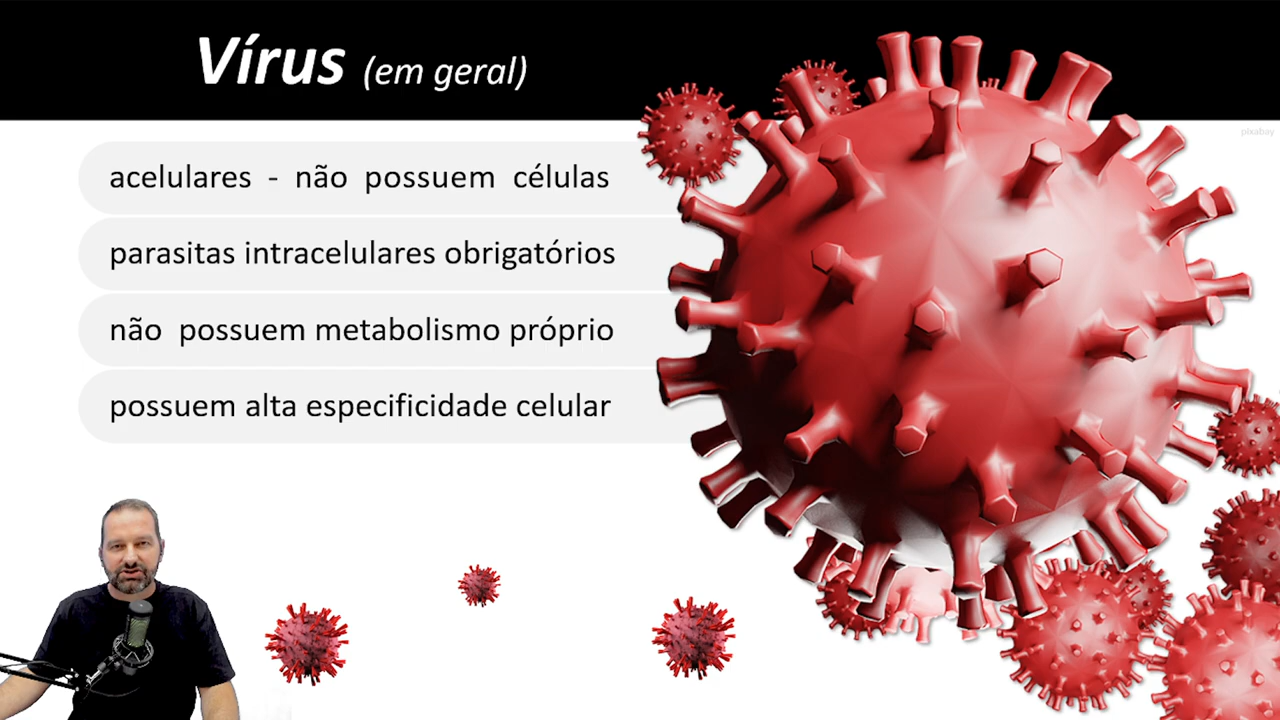 Vírus (em geral)
pixabay
acelulares - não possuem células
parasitas intracelulares obrigatórios
não possuem metabolismo próprio
possuem alta especificidade celular